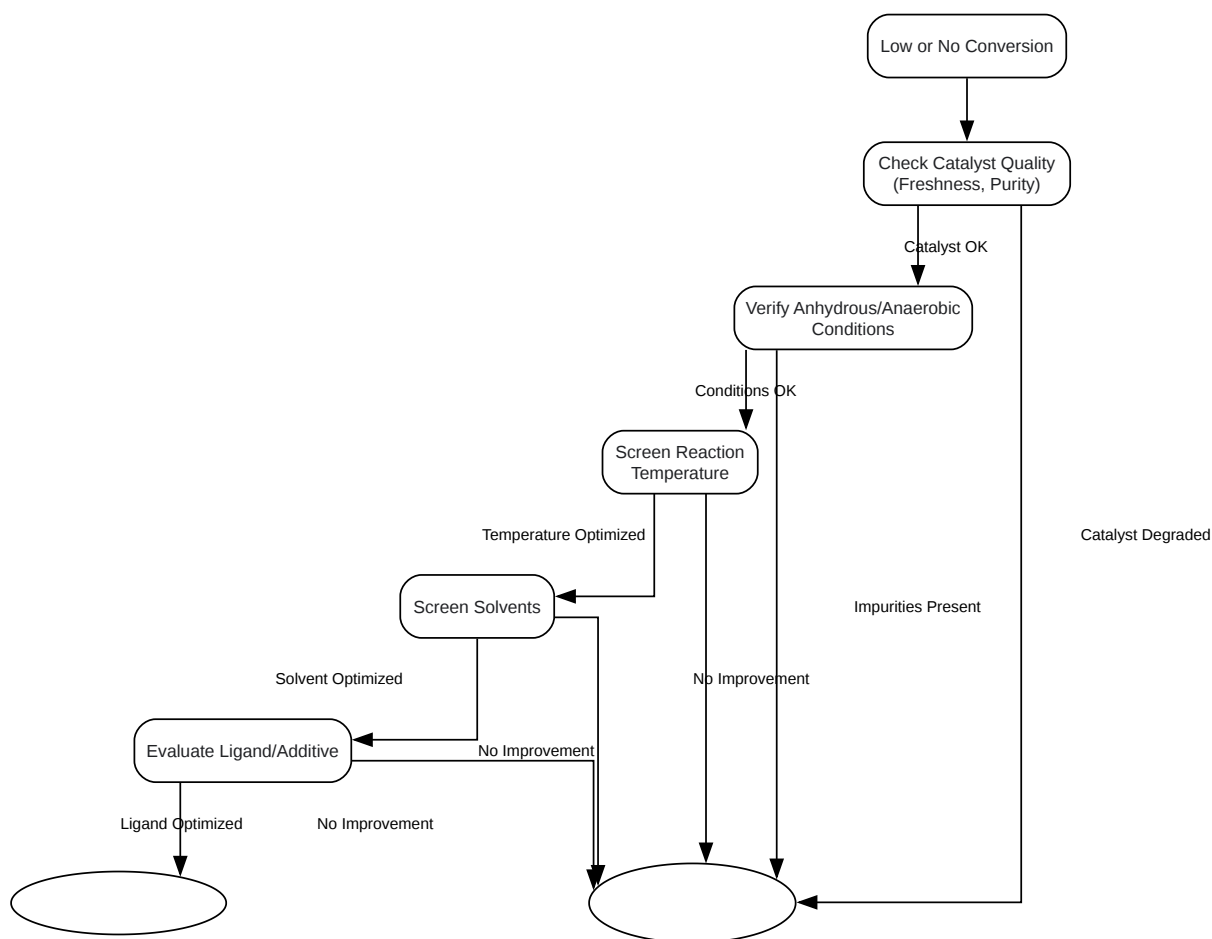 Low or No Conversion
Check Catalyst Quality
(Freshness, Purity)
Catalyst OK
Verify Anhydrous/Anaerobic
Conditions
Conditions OK
Screen Reaction
Temperature
Temperature Optimized
Catalyst Degraded
Screen Solvents
Impurities Present
Solvent Optimized
No Improvement
Evaluate Ligand/Additive
No Improvement
Ligand Optimized
No Improvement